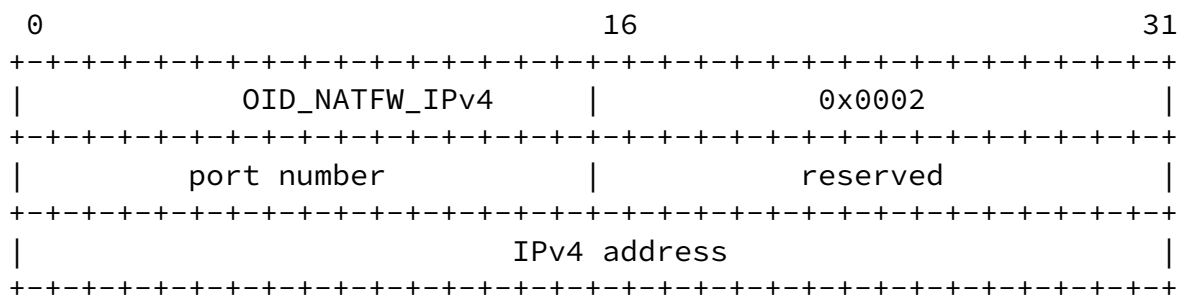 0                               16                            31
+-+-+-+-+-+-+-+-+-+-+-+-+-+-+-+-+-+-+-+-+-+-+-+-+-+-+-+-+-+-+-+-+
|            OID_NATFW_IPv4     |            0x0002             |
+-+-+-+-+-+-+-+-+-+-+-+-+-+-+-+-+-+-+-+-+-+-+-+-+-+-+-+-+-+-+-+-+
|         port number           |           reserved            |
+-+-+-+-+-+-+-+-+-+-+-+-+-+-+-+-+-+-+-+-+-+-+-+-+-+-+-+-+-+-+-+-+
|                           IPv4 address                        |
+-+-+-+-+-+-+-+-+-+-+-+-+-+-+-+-+-+-+-+-+-+-+-+-+-+-+-+-+-+-+-+-+